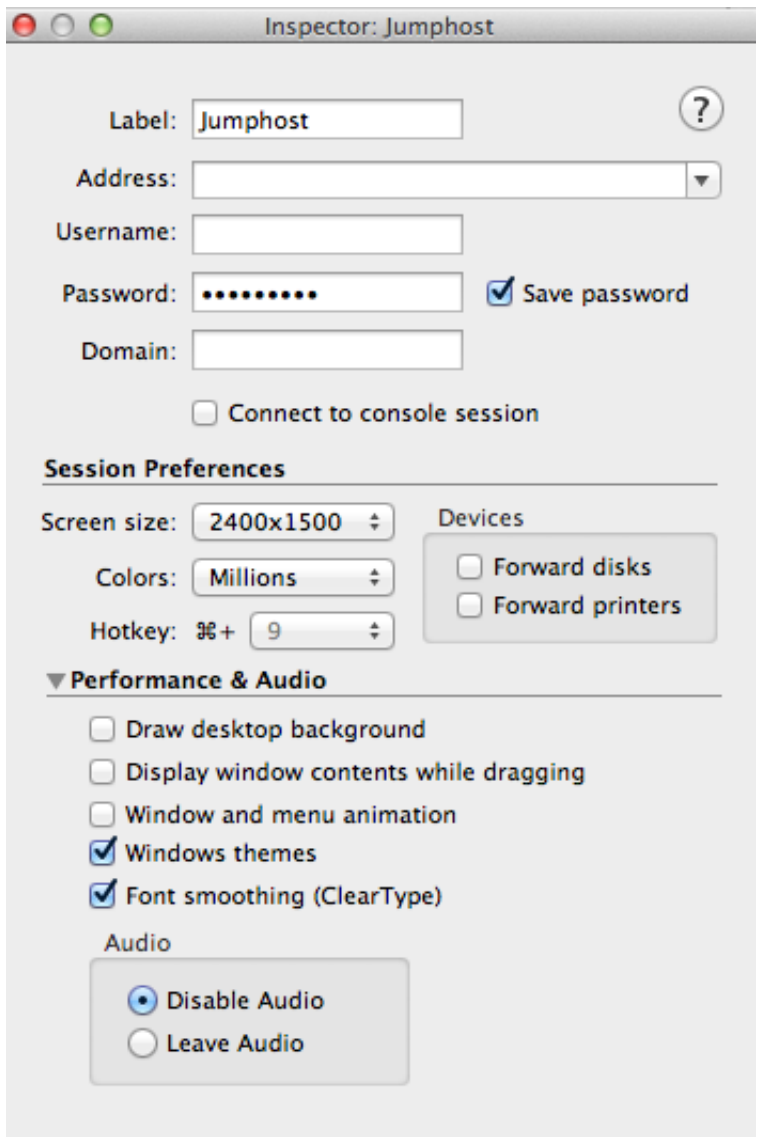 Inspector: Jumphost
?
Label: Jumphost
Address:
Username:
Password: ••••••••• Save password
Domain:
Connect to console session
Session Preferences
Screen size: 2400x1500 Devices
Forward disks
Colors: Millions
Forward printers
Hotkey: ⌘+ 9
Performance & Audio
Draw desktop background
Display window contents while dragging
Window and menu animation
Windows themes
Font smoothing (ClearType)
Audio
Disable Audio
Leave Audio